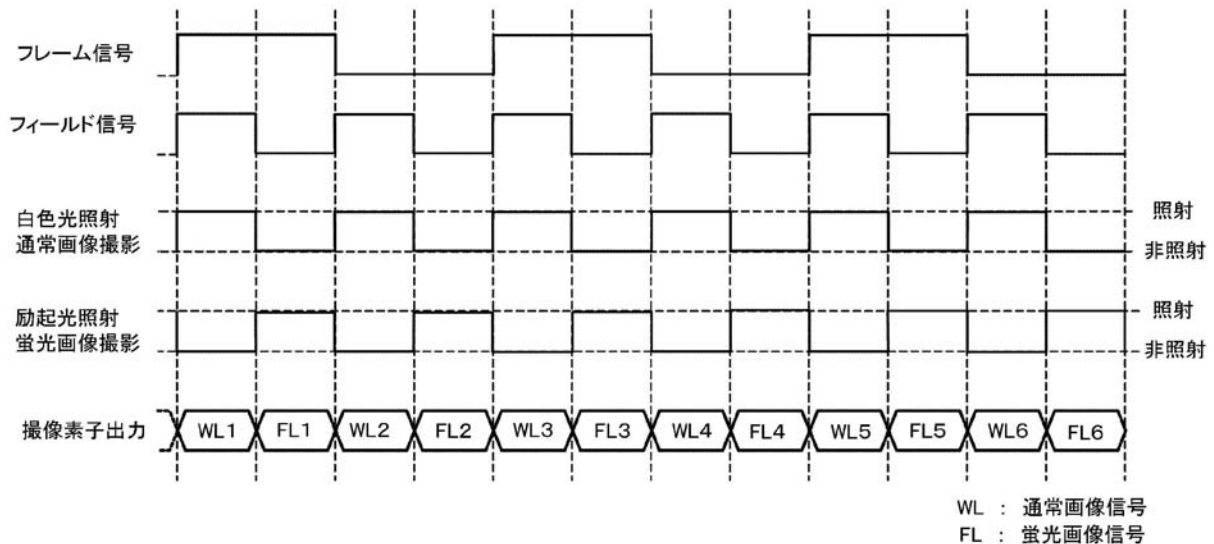 フレーム信号
フィールド信号
白色光照射
通常画像撮影
照射
非照射
励起光照射
蛍光画像撮影
照射
非照射
撮像素子出力
WL1 FL1 WL2 FL2 WL3 FL3 WL4 FL4 WL5 FL5 WL6 FL6
WL : 通常画像信号
FL : 蛍光画像信号